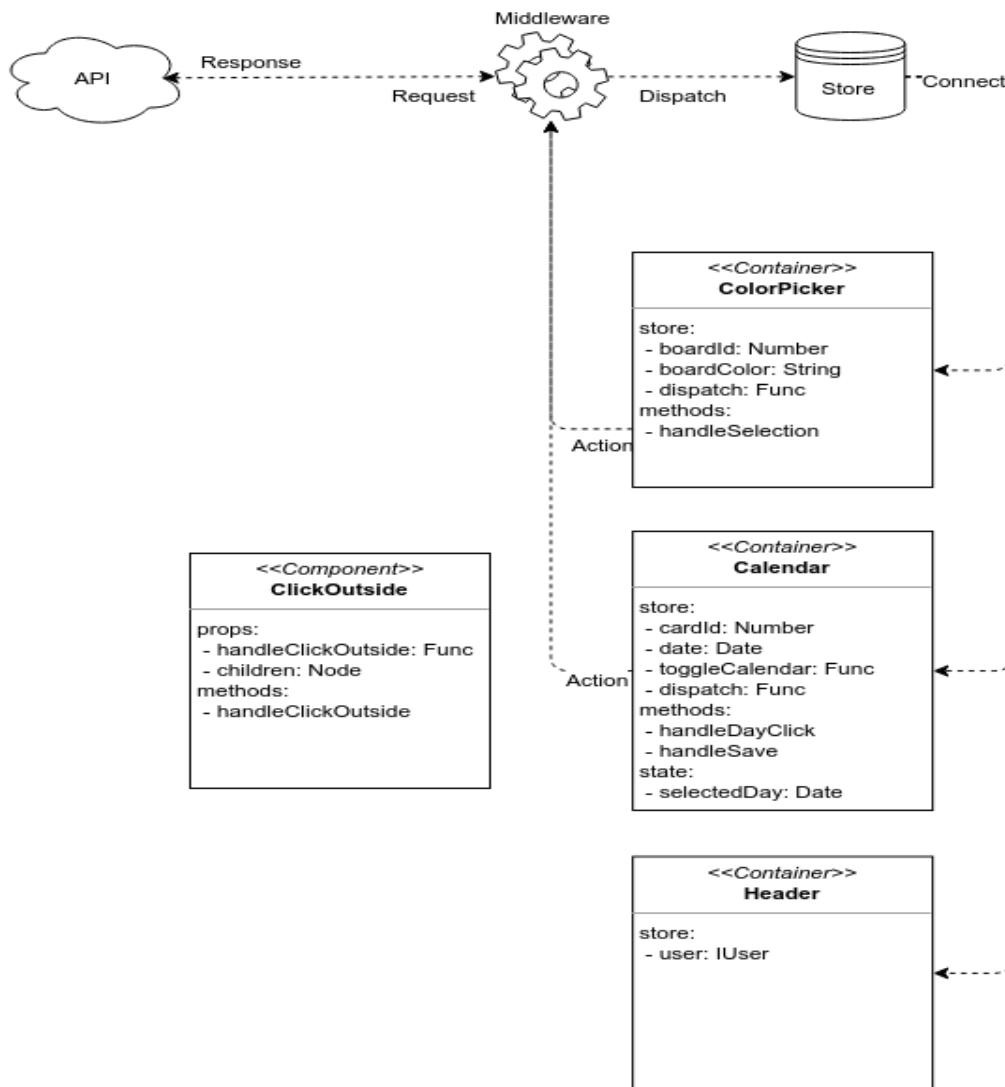 Middleware
API
Response
Request
Dispatch
Store
Connect
<<Container>>
ColorPicker
store:
- boardId: Number
- boardColor: String
- dispatch: Func
methods:
- handleSelection
Action
<<Component>>
ClickOutside
props:
- handleClickOutside: Func
- children: Node
methods:
- handleClickOutside
<<Container>>
Calendar
store:
- cardId: Number
- date: Date
- toggleCalendar: Func
- dispatch: Func
methods:
- handleDayClick
- handleSave
state:
- selectedDay: Date
Action
<<Container>>
Header
store:
- user: IUser